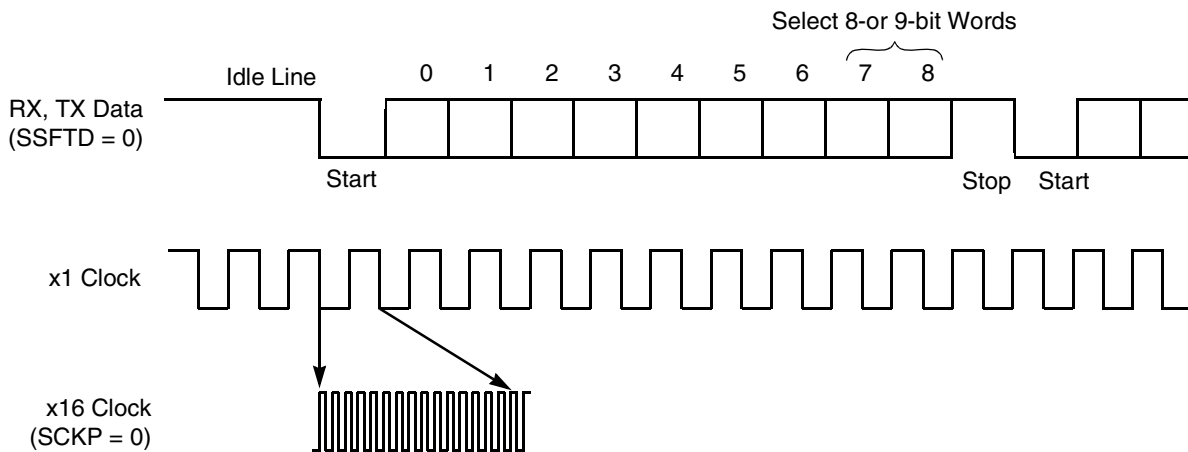 Select 8-or 9-bit Words
Idle Line 0 1 2 3 4 5 6 7 8
RX, TX Data
(SSFTD = 0)
Start Stop Start
x1 Clock
x16 Clock
(SCKP = 0)